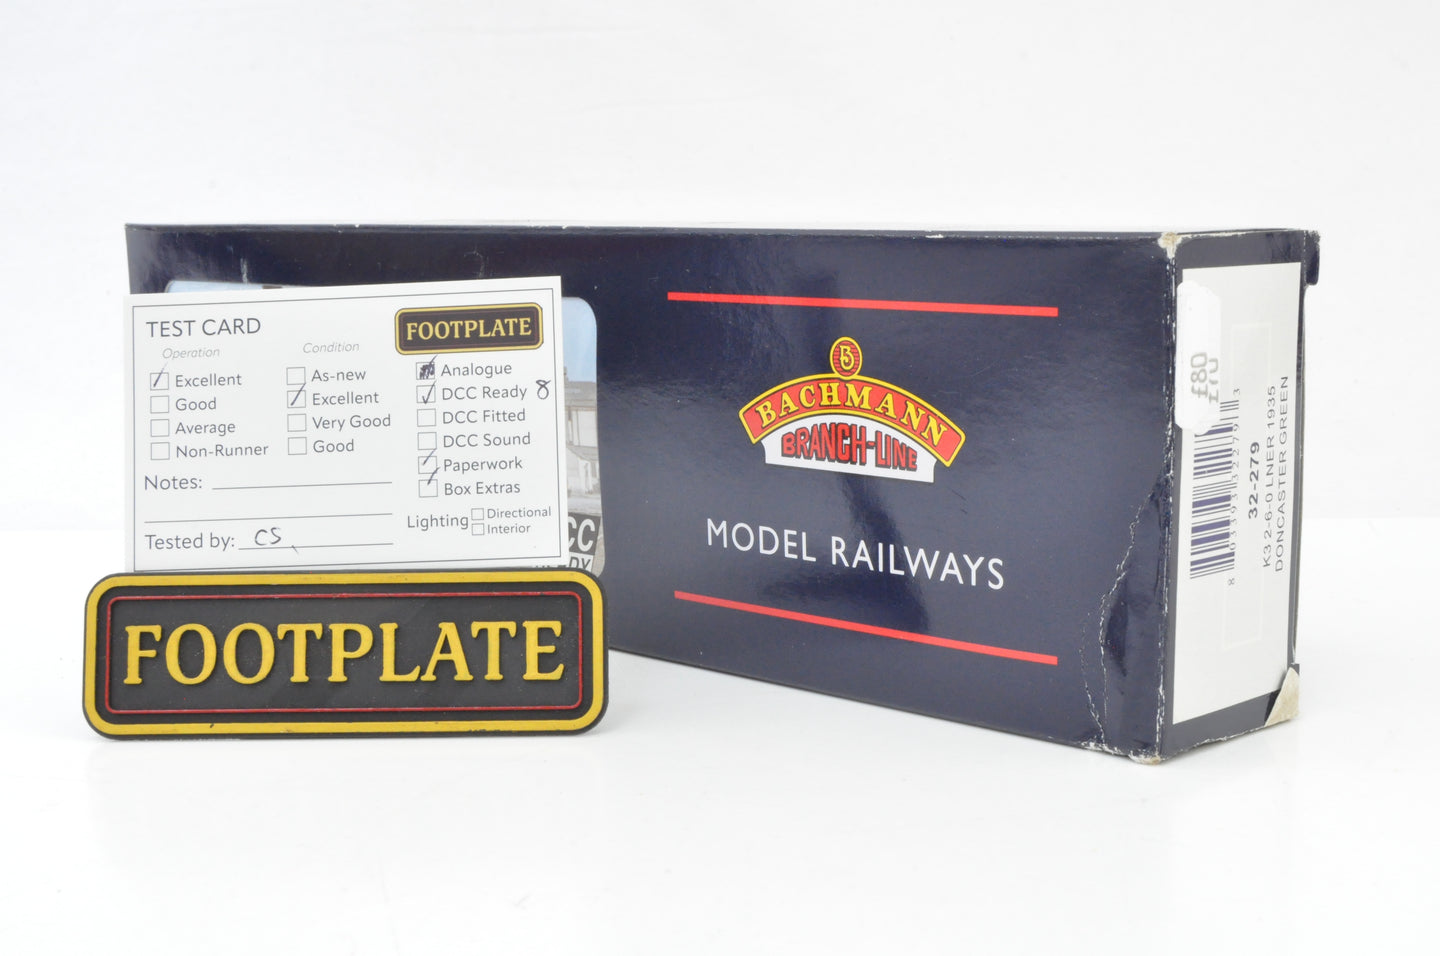 TEST CARD
FOOTPLATE
Operation
Excellent
Good
Average
Non-Runner
Condition
As-new
Excellent
Very Good
Good
Analogue
DCC Ready 8
DCC Fitted
DCC Sound
Paperwork
Box Extras
Notes:
Lighting
Directional
Interior
Tested by: CS
FOOTPLATE
B
BACHMANN
BRANCH-LINE
MODEL RAILWAYS
£80
32-279
K3 2-6-0 LNER 1935
DONCASTER GREEN